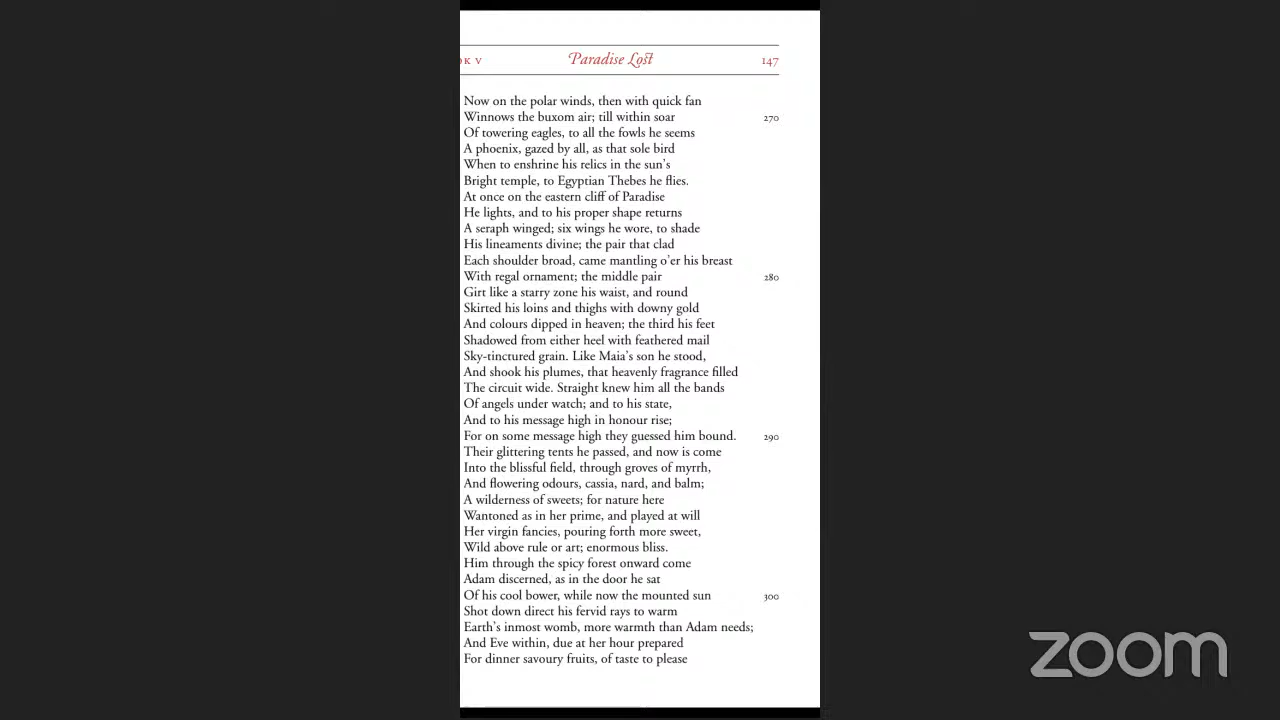 OK V Paradise Lost 147
Now on the polar winds, then with quick fan
Winnows the buxom air; till within soar 270
Of towering eagles, to all the fowls he seems
A phoenix, gazed by all, as that sole bird
When to enshrine his relics in the sun's
Bright temple, to Egyptian Thebes he flies.
At once on the eastern cliff of Paradise
He lights, and to his proper shape returns
A seraph winged; six wings he wore, to shade
His lineaments divine; the pair that clad
Each shoulder broad, came mantling o'er his breast
With regal ornament; the middle pair 280
Girt like a starry zone his waist, and round
Skirted his loins and thighs with downy gold
And colours dipped in heaven; the third his feet
Shadowed from either heel with feathered mail
Sky-tinctured grain. Like Maia's son he stood,
And shook his plumes, that heavenly fragrance filled
The circuit wide. Straight knew him all the bands
Of angels under watch; and to his state,
And to his message high in honour rise;
For on some message high they guessed him bound. 290
Their glittering tents he passed, and now is come
Into the blissful field, through groves of myrrh,
And flowering odours, cassia, nard, and balm;
A wilderness of sweets; for nature here
Wantoned as in her prime, and played at will
Her virgin fancies, pouring forth more sweet,
Wild above rule or art; enormous bliss.
Him through the spicy forest onward come
Adam discerned, as in the door he sat
Of his cool bower, while now the mounted sun 300
Shot down direct his fervid rays to warm
Earth's inmost womb, more warmth than Adam needs;
And Eve within, due at her hour prepared
For dinner savoury fruits, of taste to please
zoom